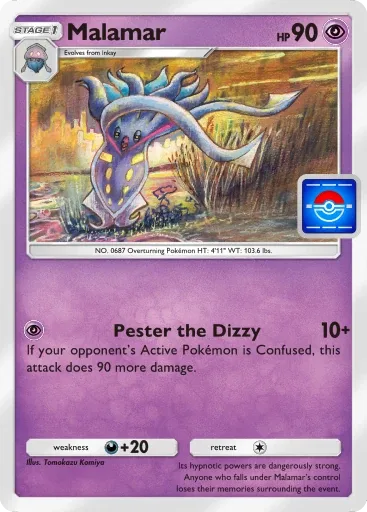 STAGE 1
Malamar
HP 90
Evolves from Inkay
NO. 0687 Overturning Pokémon HT: 4'11" WT: 103.6 lbs.
Pester the Dizzy 10+
If your opponent's Active Pokémon is Confused, this
attack does 90 more damage.
weakness +20
retreat
Illus. Tomokazu Komiya
Its hypnotic powers are dangerously strong.
Anyone who falls under Malamar's control
loses their memories surrounding the event.